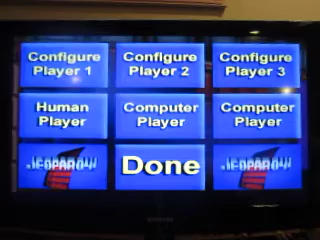 Configure Player 1
Configure Player 2
Configure Player 3
Human Player
Computer Player
Computer Player
JEOPARDY!
Done
JEOPARDY!